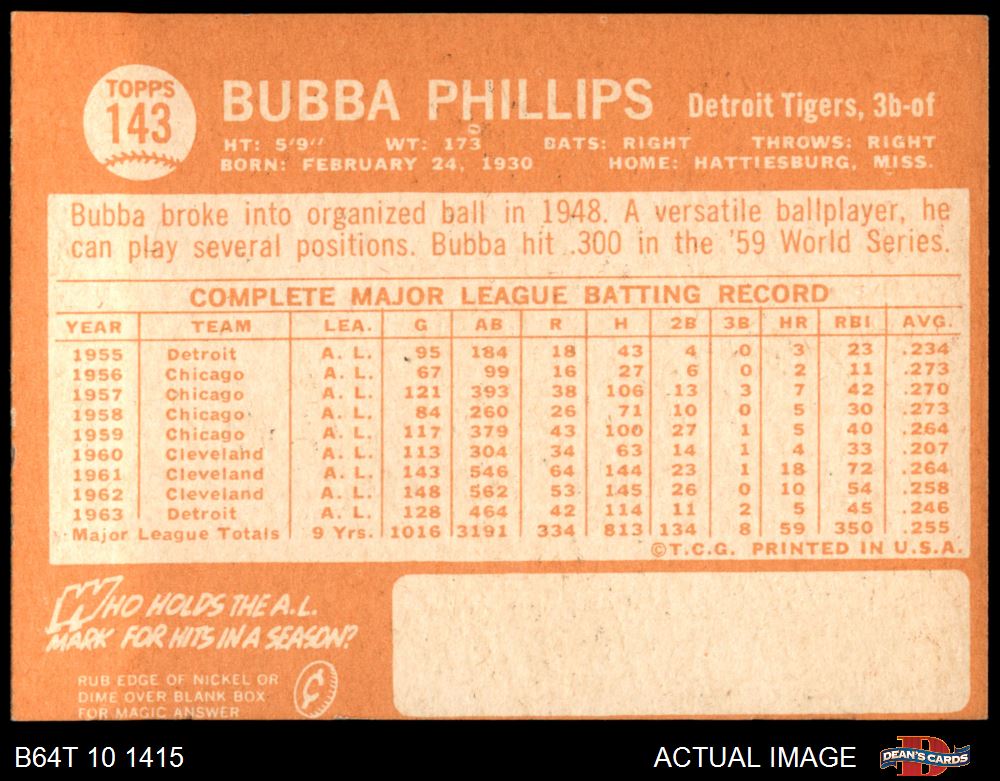 TOPPS
143
BUBBA PHILLIPS Detroit Tigers, 3b-of
HT: 5'9" WT: 173 BATS: RIGHT THROWS: RIGHT
BORN: FEBRUARY 24, 1930 HOME: HATTIESBURG, MISS.
Bubba broke into organized ball in 1948. A versatile ballplayer, he
can play several positions. Bubba hit .300 in the '59 World Series.
COMPLETE MAJOR LEAGUE BATTING RECORD
YEAR TEAM LEA. G AB R H 2B 3B HR RBI AVG.
1955 Detroit A. L. 95 184 18 43 4 0 3 23 .234
1956 Chicago A. L. 67 99 16 27 6 0 2 11 .273
1957 Chicago A. L. 121 393 38 106 13 3 7 42 .270
1958 Chicago A. L. 84 260 26 71 10 0 5 30 .273
1959 Chicago A. L. 117 379 43 100 27 1 5 40 .264
1960 Cleveland A. L. 113 304 34 63 14 1 4 33 .207
1961 Cleveland A. L. 143 546 64 144 23 1 18 72 .264
1962 Cleveland A. L. 148 562 53 145 26 0 10 54 .258
1963 Detroit A. L. 128 464 42 114 11 2 5 45 .246
Major League Totals 9 Yrs. 1016 3191 334 813 134 8 59 350 .255
©T.C.G. PRINTED IN U.S.A.
WHO HOLDS THE A.L.
MARK FOR HITS IN A SEASON?
RUB EDGE OF NICKEL OR
DIME OVER BLANK BOX
FOR MAGIC ANSWER
B64T 10 1415 ACTUAL IMAGE DEAN'S CARDS